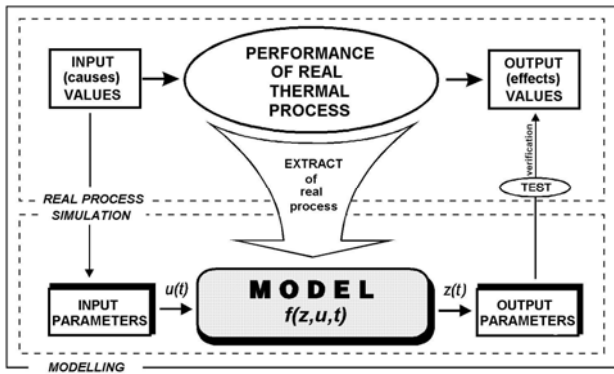 INPUT
(causes)
VALUES
PERFORMANCE
OF REAL
THERMAL
PROCESS
OUTPUT
(effects)
VALUES
EXTRACT
of
real
process
verification
TEST
REAL PROCESS
SIMULATION
INPUT
PARAMETERS
u(t)
MODEL
f(z,u,t)
z(t)
OUTPUT
PARAMETERS
MODELLING